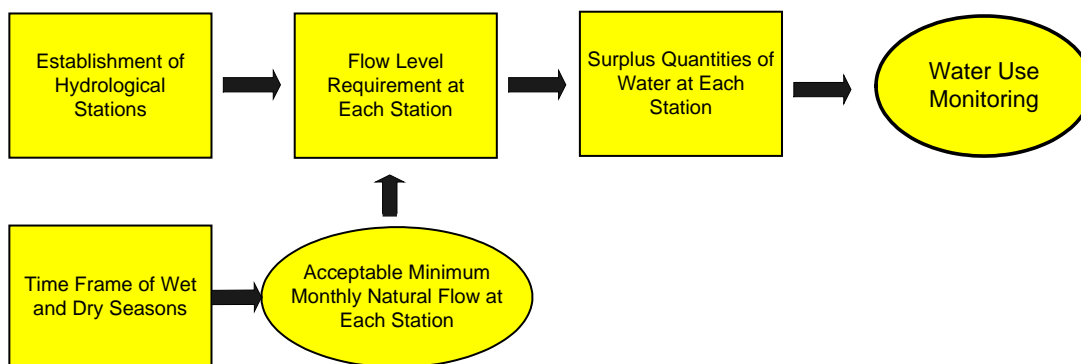 Establishment of
Hydrological
Stations
Flow Level
Requirement at
Each Station
Surplus Quantities of
Water at Each
Station
Water Use
Monitoring
Time Frame of Wet
and Dry Seasons
Acceptable Minimum
Monthly Natural Flow at
Each Station